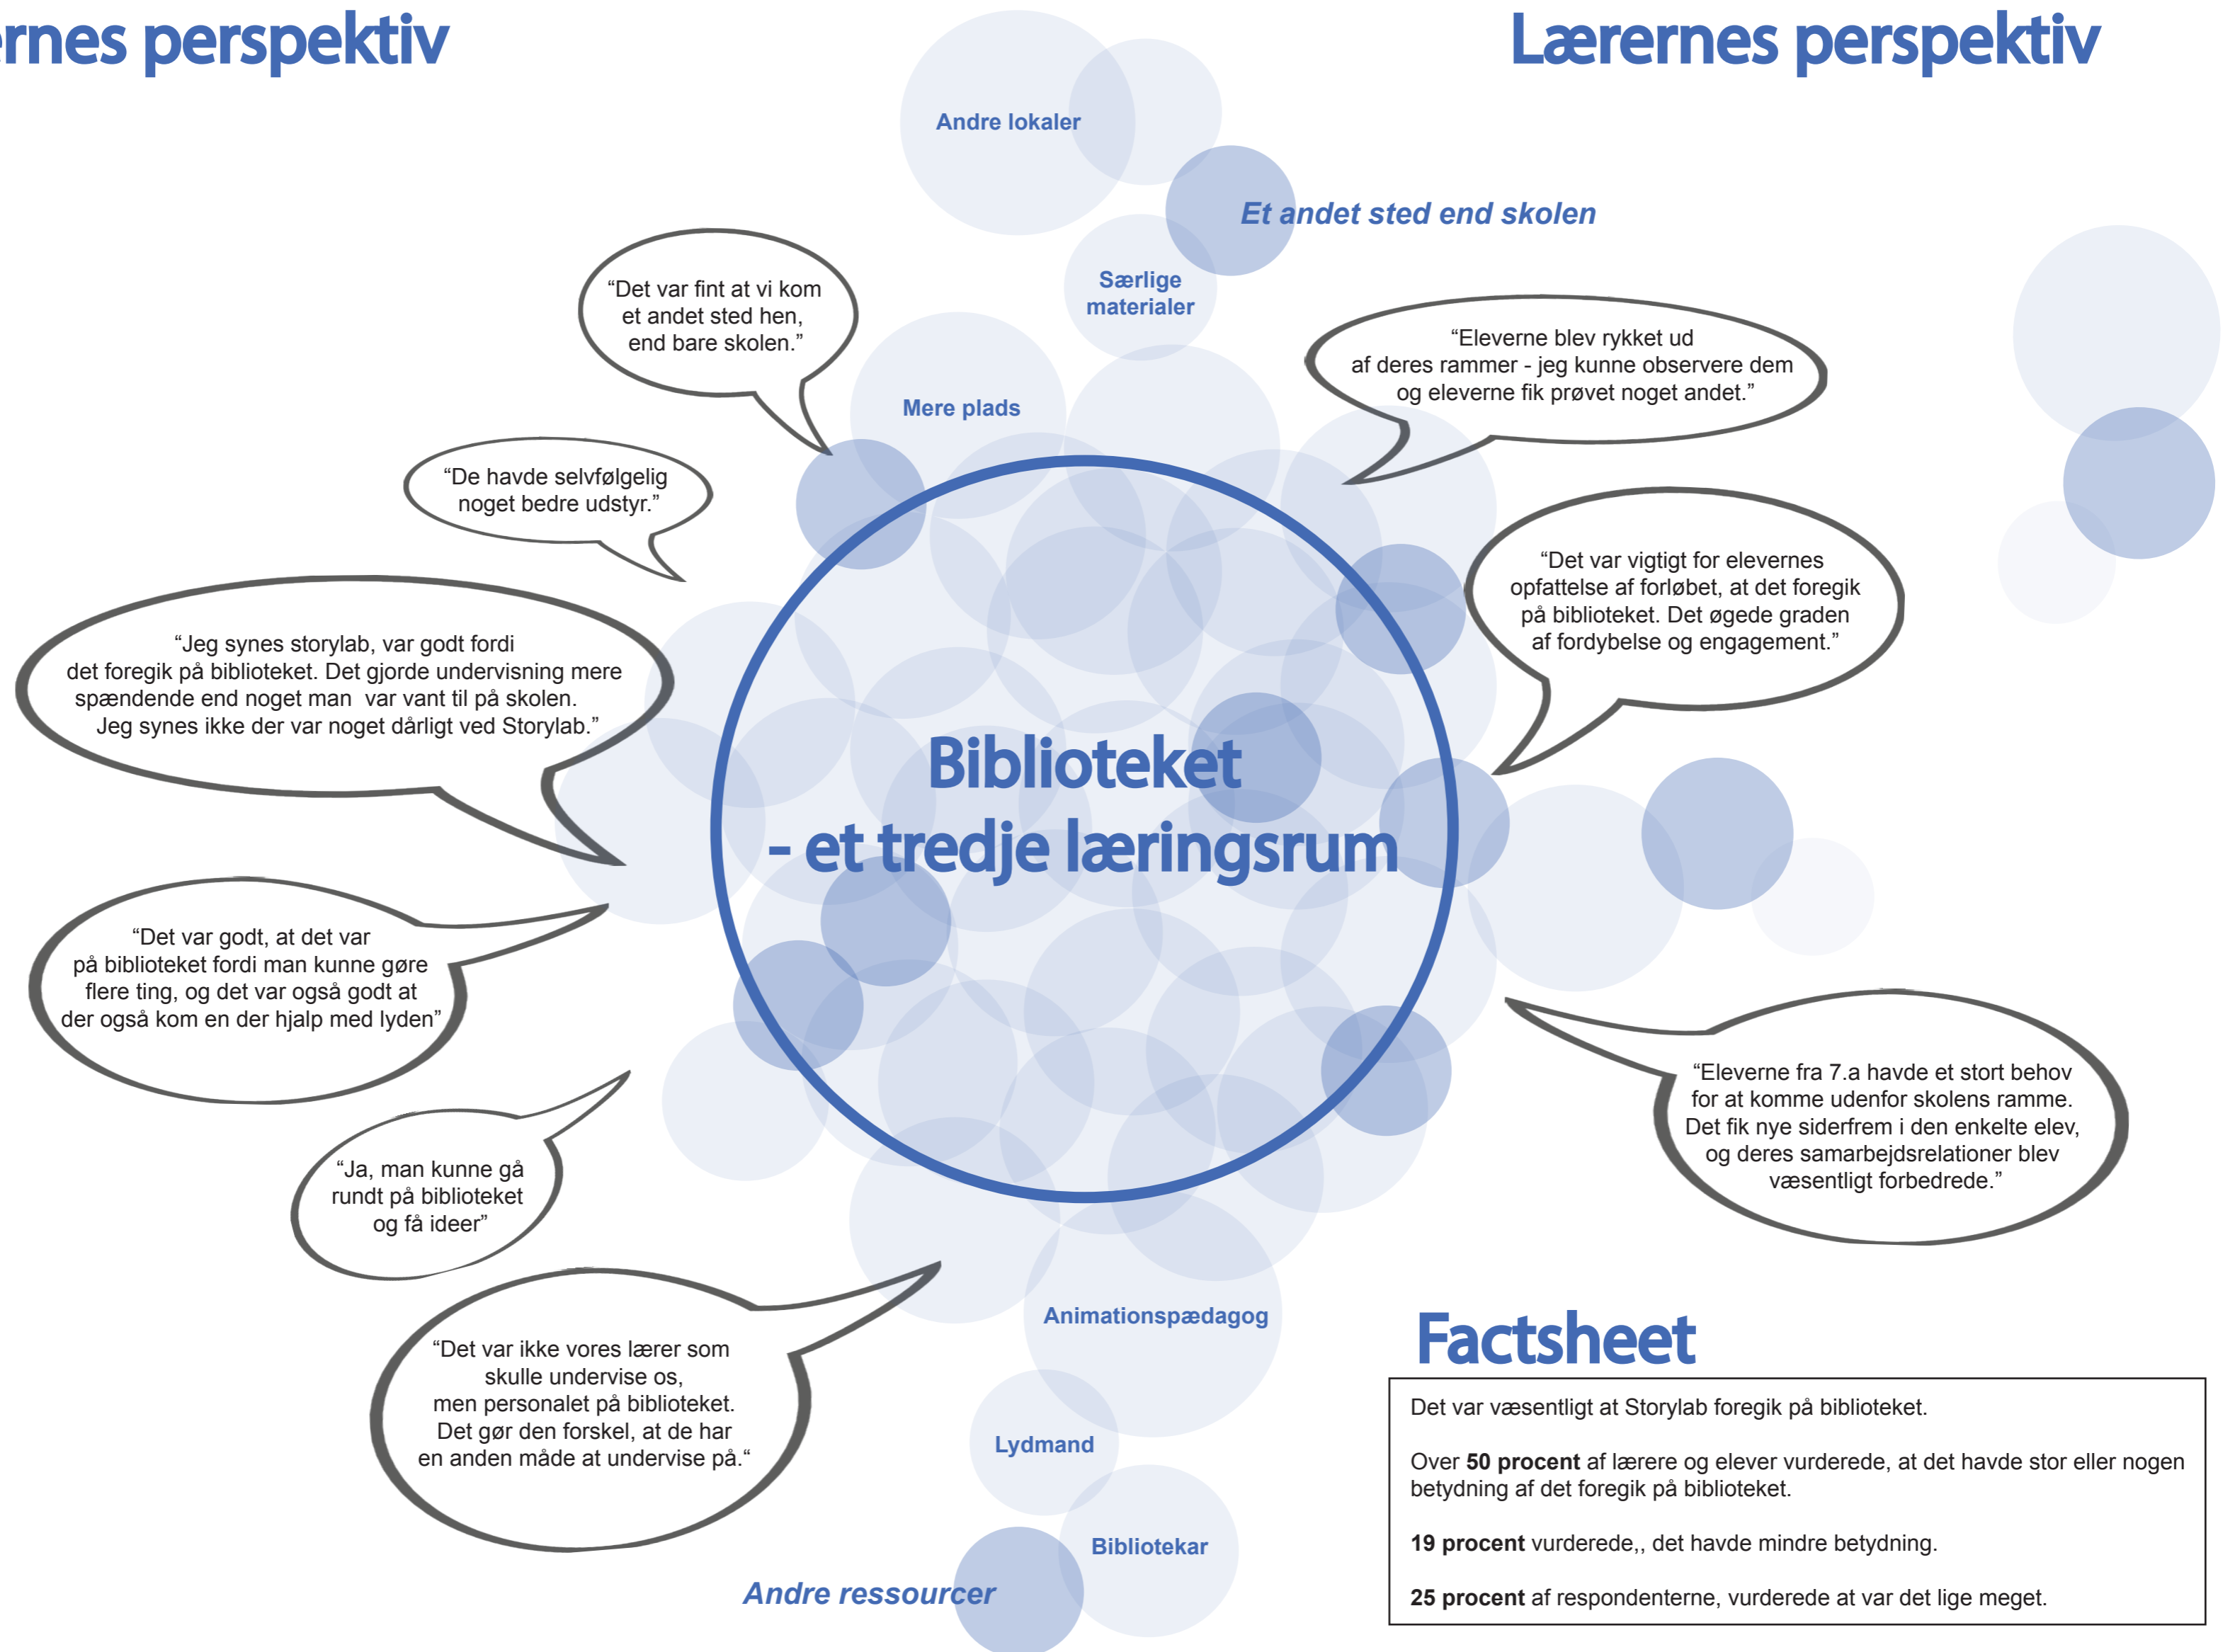 ernes perspektiv
Lærernes perspektiv
Andre lokaler
Et andet sted end skolen
Særlige
materialer
Mere plads
“Det var fint at vi kom
et andet sted hen,
end bare skolen.”
“De havde selvfølgelig
noget bedre udstyr.”
“Jeg synes storylab, var godt fordi
det foregik på biblioteket. Det gjorde undervisning mere
spændende end noget man var vant til på skolen.
Jeg synes ikke der var noget dårligt ved Storylab.”
“Det var godt, at det var
på biblioteket fordi man kunne gøre
flere ting, og det var også godt at
der også kom en der hjalp med lyden”
“Ja, man kunne gå
rundt på biblioteket
og få ideer”
“Det var ikke vores lærer som
skulle undervise os,
men personalet på biblioteket.
Det gør den forskel, at de har
en anden måde at undervise på.“
Biblioteket
- et tredje læringsrum
“Eleverne blev rykket ud
af deres rammer - jeg kunne observere dem
og eleverne fik prøvet noget andet.”
“Det var vigtigt for elevernes
opfattelse af forløbet, at det foregik
på biblioteket. Det øgede graden
af fordybelse og engagement.”
“Eleverne fra 7.a havde et stort behov
for at komme udenfor skolens ramme.
Det fik nye siderfrem i den enkelte elev,
og deres samarbejdsrelationer blev
væsentligt forbedrede.”
Animationspædagog
Lydmand
Bibliotekar
Andre ressourcer
Factsheet
Det var væsentligt at Storylab foregik på biblioteket.
Over 50 procent af lærere og elever vurderede, at det havde stor eller nogen
betydning af det foregik på biblioteket.
19 procent vurderede,, det havde mindre betydning.
25 procent af respondenterne, vurderede at var det lige meget.